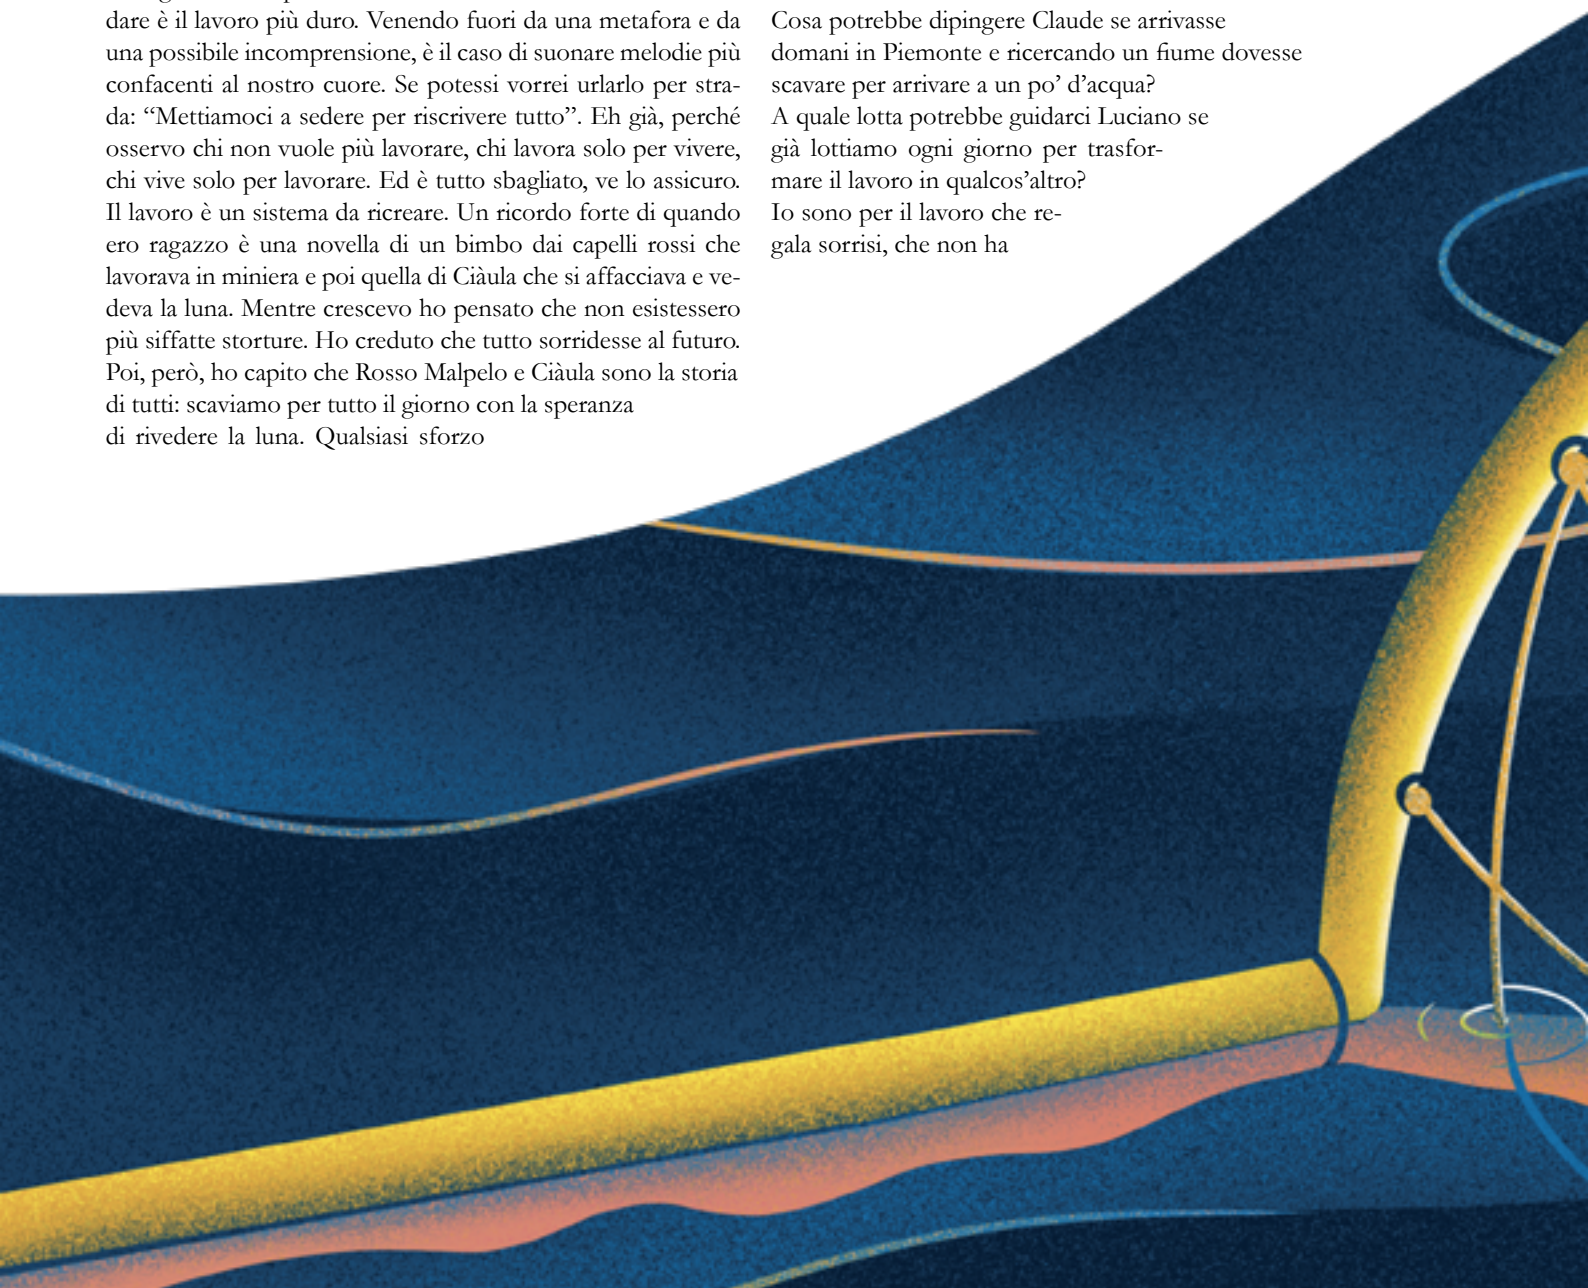 dare è il lavoro più duro. Venendo fuori da una metafora e da
una possibile incomprensione, è il caso di suonare melodie più
confacenti al nostro cuore. Se potessi vorrei urlarlo per stra-
da: “Mettiamoci a sedere per riscrivere tutto”. Eh già, perché
osservo chi non vuole più lavorare, chi lavora solo per vivere,
chi vive solo per lavorare. Ed è tutto sbagliato, ve lo assicuro.
Il lavoro è un sistema da ricreare. Un ricordo forte di quando
ero ragazzo è una novella di un bimbo dai capelli rossi che
lavorava in miniera e poi quella di Ciàula che si affacciava e ve-
deva la luna. Mentre crescevo ho pensato che non esistessero
più siffatte storture. Ho creduto che tutto sorridesse al futuro.
Poi, però, ho capito che Rosso Malpelo e Ciàula sono la storia
di tutti: scaviamo per tutto il giorno con la speranza
di rivedere la luna. Qualsiasi sforzo
Cosa potrebbe dipingere Claude se arrivasse
domani in Piemonte e ricercando un fiume dovesse
scavare per arrivare a un po’ d’acqua?
A quale lotta potrebbe guidarci Luciano se
già lottiamo ogni giorno per trasfor-
mare il lavoro in qualcos’altro?
Io sono per il lavoro che re-
gala sorrisi, che non ha